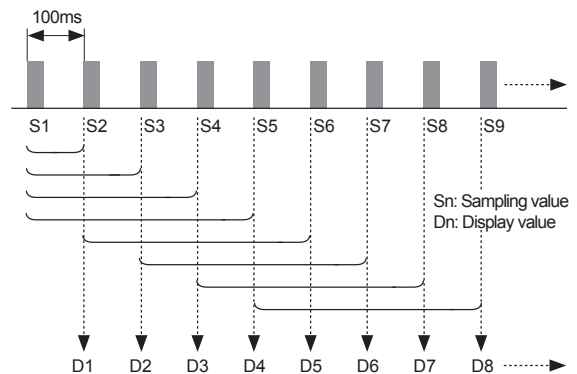 100ms
S1 S2 S3 S4 S5 S6 S7 S8 S9
Sn: Sampling value
Dn: Display value
D1 D2 D3 D4 D5 D6 D7 D8